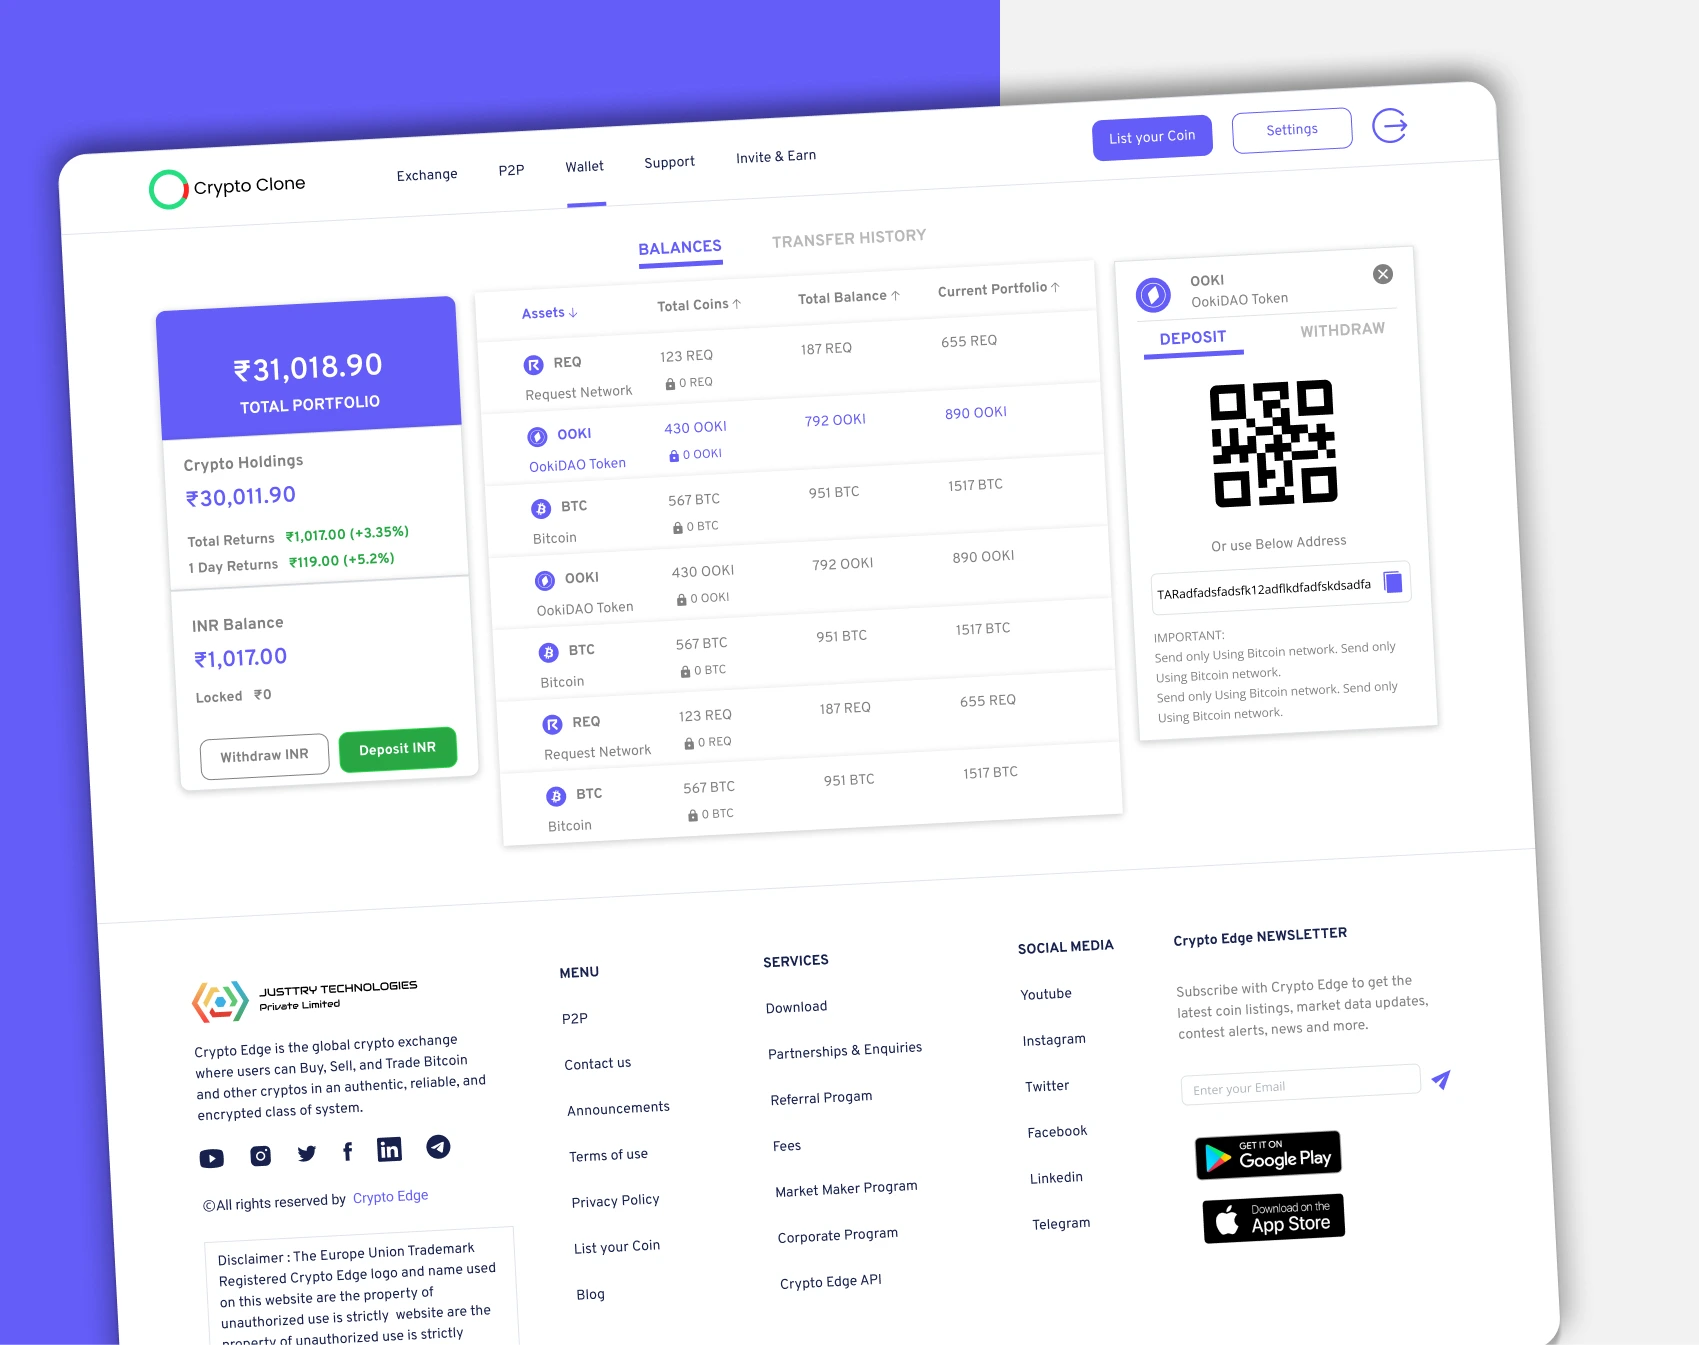 Crypto Clone
Exchange
P2P
Wallet
Support
Invite & Earn
List your Coin
Settings
BALANCES
TRANSFER HISTORY
₹31,018.90
TOTAL PORTFOLIO
Crypto Holdings
₹30,011.90
Total Returns ₹1,017.00 (+3.35%)
1 Day Returns ₹119.00 (+5.2%)
INR Balance
₹1,017.00
Locked ₹0
Withdraw INR
Deposit INR
Assets ↓ Total Coins ↑ Total Balance ↑ Current Portfolio ↑
REQ 123 REQ 187 REQ 655 REQ
Request Network 0 REQ
OOKI 430 OOKI 792 OOKI 890 OOKI
OokiDAO Token 0 OOKI
BTC 567 BTC 951 BTC 1517 BTC
Bitcoin 0 BTC
OOKI 430 OOKI 792 OOKI 890 OOKI
OokiDAO Token 0 OOKI
BTC 567 BTC 951 BTC 1517 BTC
Bitcoin 0 BTC
REQ 123 REQ 187 REQ 655 REQ
Request Network 0 REQ
BTC 567 BTC 951 BTC 1517 BTC
Bitcoin 0 BTC
OOKI
OokiDAO Token
DEPOSIT
WITHDRAW
Or use Below Address
TARadfadsfadsfk12adflkdfadfskdsadfa
IMPORTANT:
Send only Using Bitcoin network. Send only
Using Bitcoin network.
Send only Using Bitcoin network. Send only
Using Bitcoin network.
JUSTTRY TECHNOLOGIES
Private Limited
Crypto Edge is the global crypto exchange
where users can Buy, Sell, and Trade Bitcoin
and other cryptos in an authentic, reliable, and
encrypted class of system.
©All rights reserved by Crypto Edge
Disclaimer : The Europe Union Trademark
Registered Crypto Edge logo and name used
on this website are the property of
unauthorized use is strictly website are the
property of unauthorized use is strictly
MENU
P2P
Contact us
Announcements
Terms of use
Privacy Policy
List your Coin
Blog
SERVICES
Download
Partnerships & Enquiries
Referral Progam
Fees
Market Maker Program
Corporate Program
Crypto Edge API
SOCIAL MEDIA
Youtube
Instagram
Twitter
Facebook
Linkedin
Telegram
Crypto Edge NEWSLETTER
Subscribe with Crypto Edge to get the
latest coin listings, market data updates,
contest alerts, news and more.
Enter your Email
GET IT ON
Google Play
Download on the
App Store